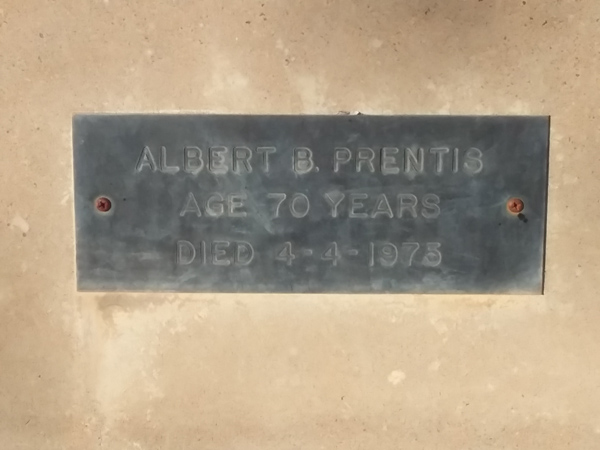 ALBERT B. PRENTIS
AGE 70 YEARS
DIED 4-4-1975